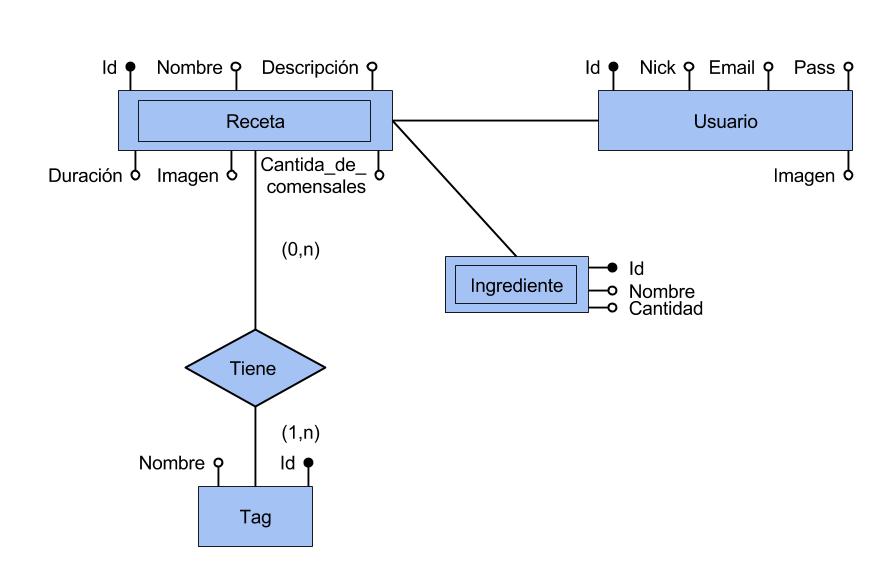 Id
Nombre
Descripción
Id
Nick
Email
Pass
Receta
Usuario
Duración
Imagen
Cantida_de_
comensales
Imagen
(0,n)
Id
Ingrediente
Nombre
Cantidad
Tiene
(1,n)
Nombre
Id
Tag